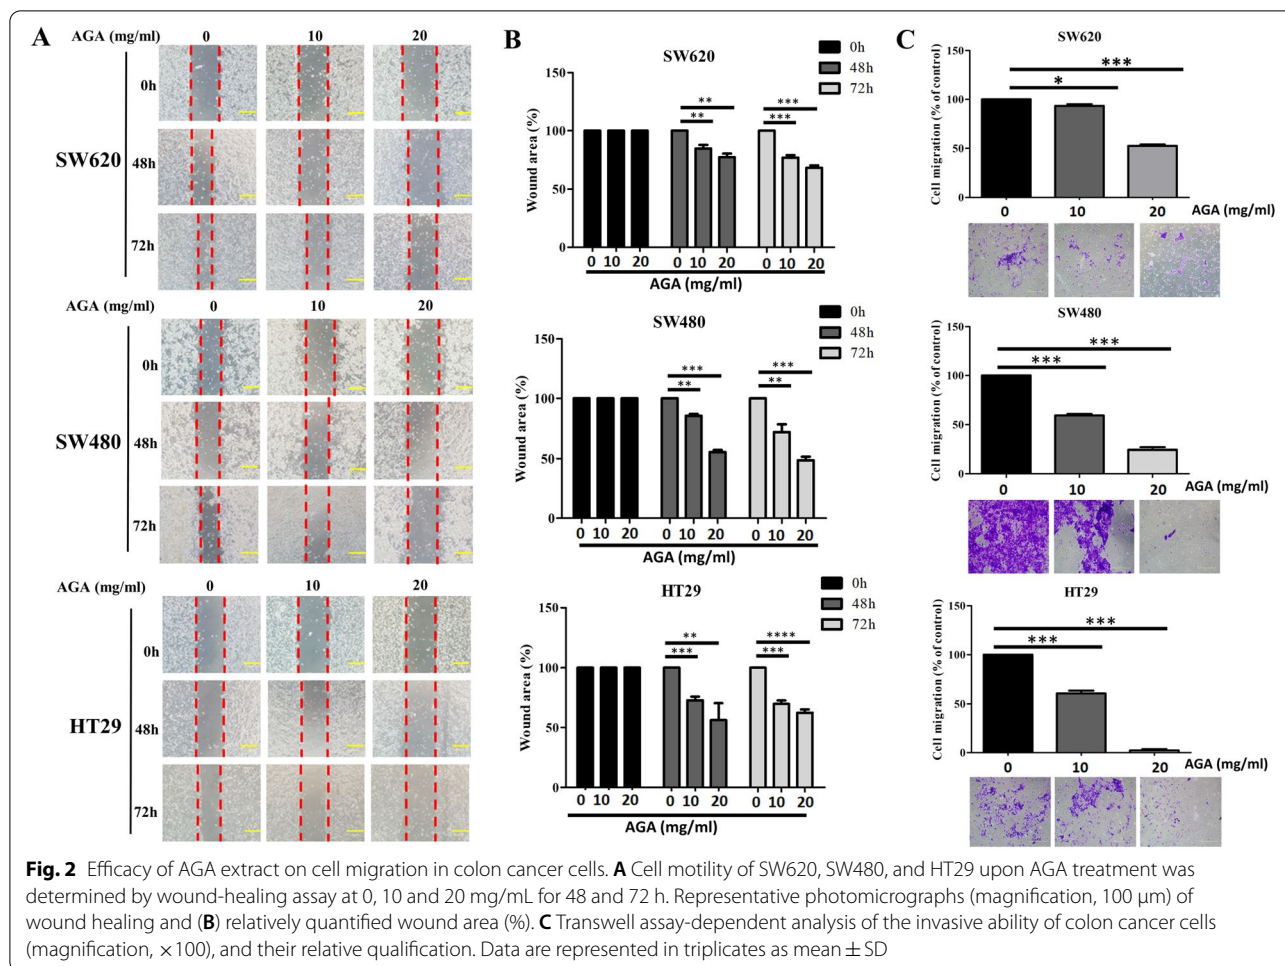 A
AGA (mg/ml) 0 10 20
0h
SW620 48h
72h
AGA (mg/ml) 0 10 20
0h
SW480 48h
72h
AGA (mg/ml) 0 10 20
0h
HT29 48h
72h
B
SW620
0h
48h
72h
Wound area (%)
150
100
50
0
** ** *** ***
0 10 20 0 10 20 0 10 20
AGA (mg/ml)
SW480
0h
48h
72h
Wound area (%)
150
100
50
0
*** ** *** **
0 10 20 0 10 20 0 10 20
AGA (mg/ml)
HT29
0h
48h
72h
Wound area (%)
150
100
50
0
** *** **** ***
0 10 20 0 10 20 0 10 20
AGA (mg/ml)
C
SW620
Cell migration (% of control)
150
100
50
0
***
*
0 10 20 AGA (mg/ml)
SW480
Cell migration (% of control)
150
100
50
0
***
***
0 10 20 AGA (mg/ml)
HT29
Cell migration (% of control)
150
100
50
0
***
***
0 10 20 AGA (mg/ml)
Fig. 2 Efficacy of AGA extract on cell migration in colon cancer cells. A Cell motility of SW620, SW480, and HT29 upon AGA treatment was
determined by wound-healing assay at 0, 10 and 20 mg/mL for 48 and 72 h. Representative photomicrographs (magnification, 100 μm) of
wound healing and (B) relatively quantified wound area (%). C Transwell assay-dependent analysis of the invasive ability of colon cancer cells
(magnification, ×100), and their relative qualification. Data are represented in triplicates as mean ± SD